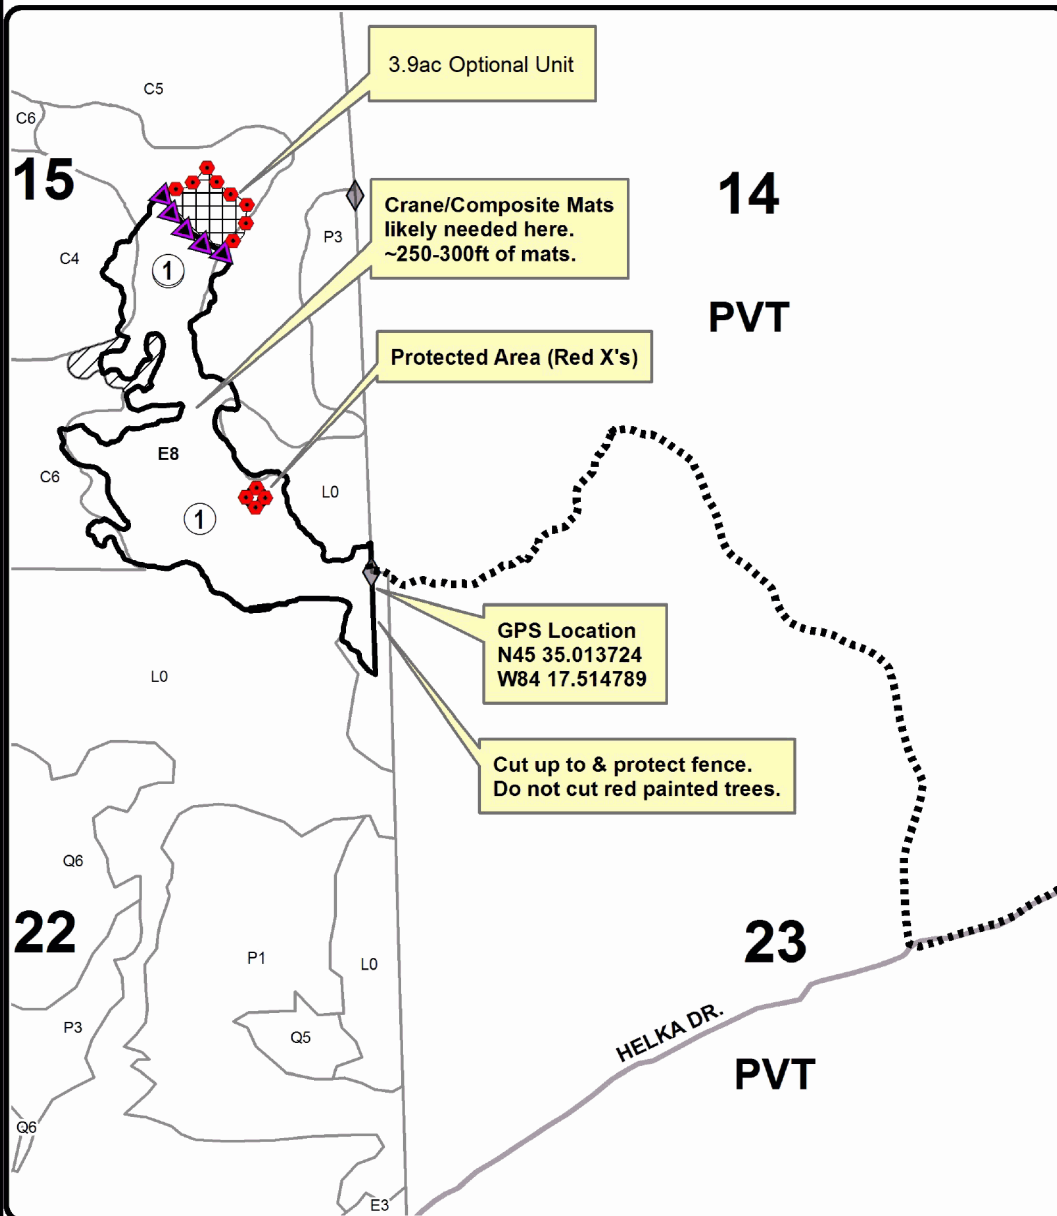 3.9ac Optional Unit
C5
C6
15
14
Crane/Composite Mats
likely needed here.
~250-300ft of mats.
P3
C4
1
PVT
Protected Area (Red X's)
E8
C6
L0
1
GPS Location
N45 35.013724
W84 17.514789
L0
Cut up to & protect fence.
Do not cut red painted trees.
Q6
22
23
P1
L0
P3
Q5
HELKA DR.
PVT
Q6
E3